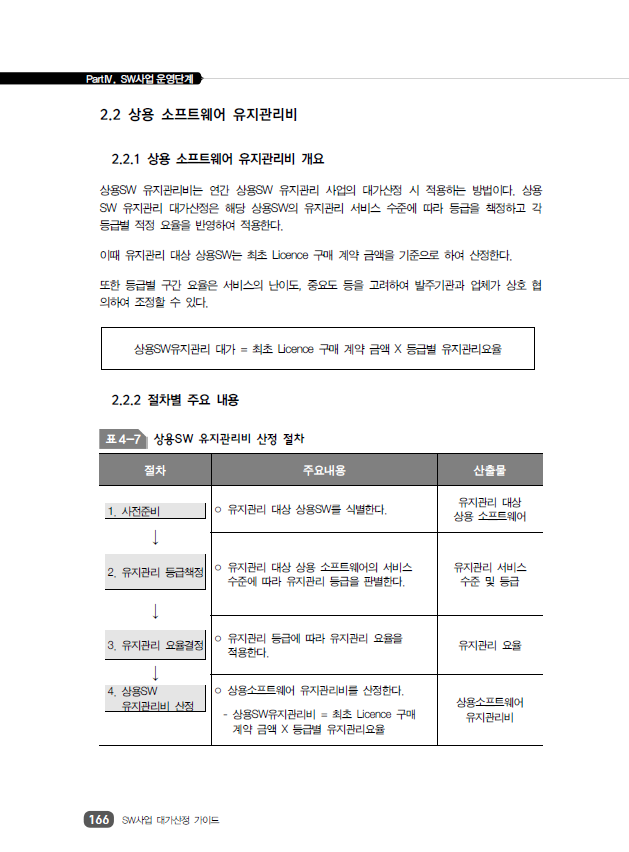 PartⅣ. SW사업 운영단계
2.2 상용 소프트웨어 유지관리비
2.2.1 상용 소프트웨어 유지관리비 개요
상용SW 유지관리비는 연간 상용SW 유지관리 사업의 대가산정 시 적용하는 방법이다. 상용
SW 유지관리 대가산정은 해당 상용SW의 유지관리 서비스 수준에 따라 등급을 책정하고 각
등급별 적정 요율을 반영하여 적용한다.
이때 유지관리 대상 상용SW는 최초 Licence 구매 계약 금액을 기준으로 하여 산정한다.
또한 등급별 구간 요율은 서비스의 난이도, 중요도 등을 고려하여 발주기관과 업체가 상호 협
의하여 조정할 수 있다.
상용SW유지관리 대가 = 최초 Licence 구매 계약 금액 X 등급별 유지관리요율
2.2.2 절차별 주요 내용
표 4-7 상용SW 유지관리비 산정 절차
절차 주요내용 산출물
1. 사전준비
○ 유지관리 대상 상용SW를 식별한다.
유지관리 대상
상용 소프트웨어
↓
2. 유지관리 등급책정
○ 유지관리 대상 상용 소프트웨어의 서비스
수준에 따라 유지관리 등급을 판별한다.
유지관리 서비스
수준 및 등급
↓
3. 유지관리 요율결정
○ 유지관리 등급에 따라 유지관리 요율을
적용한다.
유지관리 요율
↓
4. 상용SW
유지관리비 산정
○ 상용소프트웨어 유지관리비를 산정한다.
- 상용SW유지관리비 = 최초 Licence 구매
계약 금액 X 등급별 유지관리요율
상용소프트웨어
유지관리비
166 SW사업 대가산정 가이드